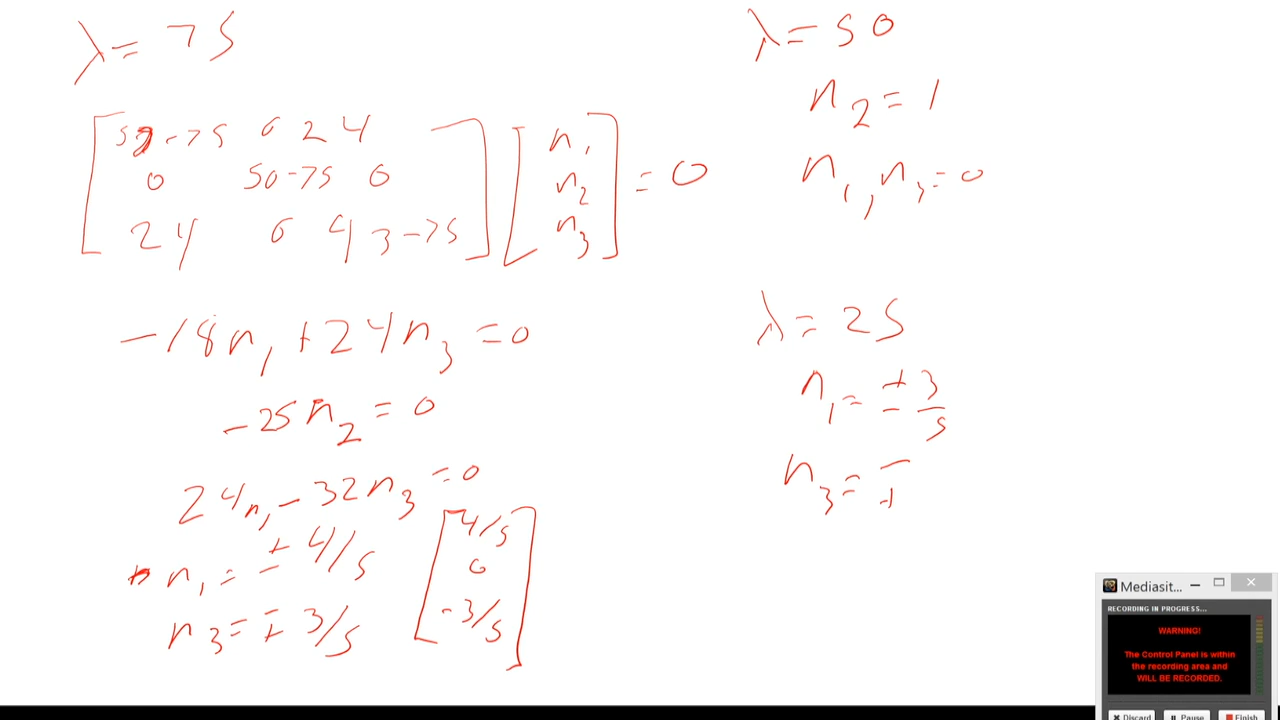 λ = 75
[ 57 - 75 0 24 ] [ n₁ ]
[ 0 50-75 0 ] [ n₂ ] = 0
[ 24 0 43-75 ] [ n₃ ]
-18n₁ + 24n₃ = 0
-25n₂ = 0
24n₁ - 32n₃ = 0
n₁ = ± 4/5
n₃ = ∓ 3/5
[ 4/5
0
-3/5 ]
λ = 50
n₂ = 1
n₁, n₃ = 0
λ = 25
n₁ = ± 3/5
n₃ = ∓
Mediasit...
RECORDING IN PROGRESS...
WARNING!
The Control Panel is within
the recording area and
WILL BE RECORDED.
Discard Pause Finish